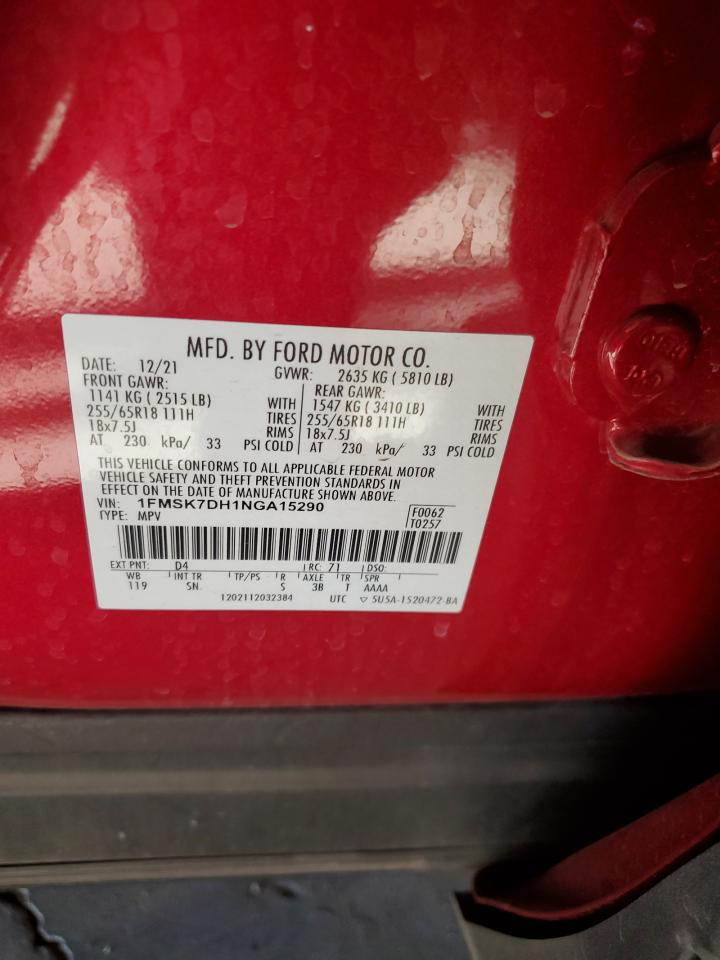 MFD. BY FORD MOTOR CO.
DATE: 12/21 GVWR: 2635 KG ( 5810 LB)
FRONT GAWR: REAR GAWR:
1141 KG ( 2515 LB) WITH 1547 KG ( 3410 LB) WITH
255/65R18 111H TIRES 255/65R18 111H TIRES
18x7.5J RIMS 18x7.5J RIMS
AT 230 kPa/ 33 PSI COLD AT 230 kPa/ 33 PSI COLD
THIS VEHICLE CONFORMS TO ALL APPLICABLE FEDERAL MOTOR
VEHICLE SAFETY AND THEFT PREVENTION STANDARDS IN
EFFECT ON THE DATE OF MANUFACTURE SHOWN ABOVE.
VIN: 1FMSK7DH1NGA15290 F0062
TYPE: MPV T0257
EXT PNT: D4 RC: 71 DSO:
WB INT TR TP/PS R AXLE TR SPR
119 SN S 3B T AAAA
1202112032384 UTC ▽ 5U5A-1520472-BA